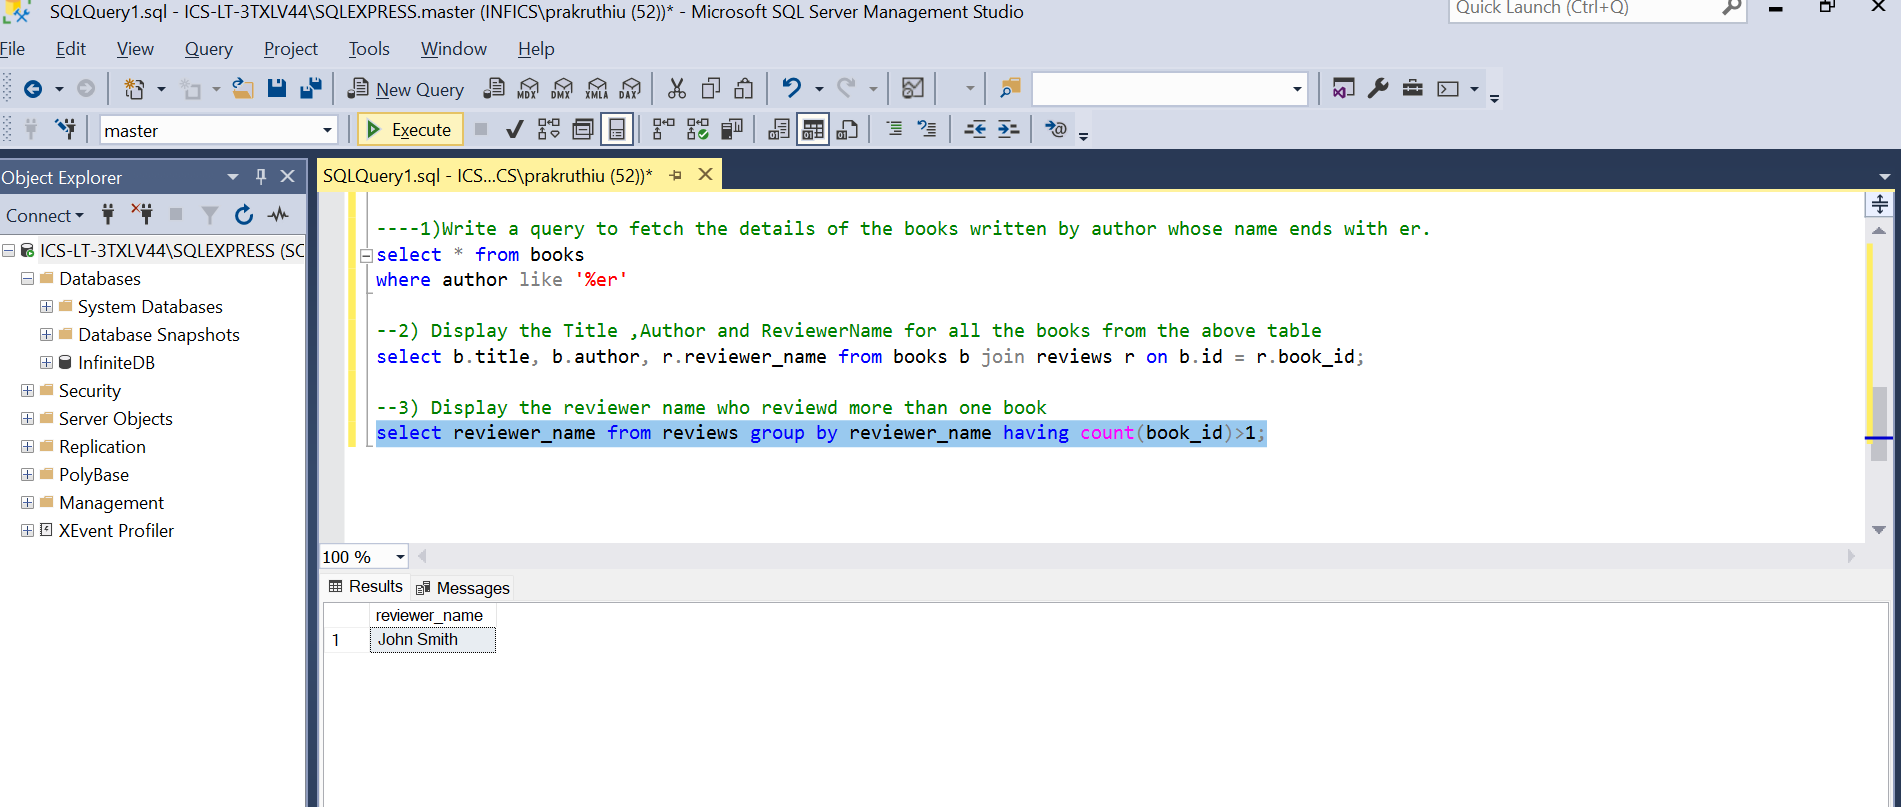 SQLQuery1.sql - ICS-LT-3TXLV44\SQLEXPRESS.master (INFICS\prakruthiu (52))* - Microsoft SQL Server Management Studio
Quick Launch (Ctrl+Q)
File Edit View Query Project Tools Window Help
New Query MDX DMX XMLA DAX
master Execute
Object Explorer
SQLQuery1.sql - ICS...CS\prakruthiu (52))*
Connect
ICS-LT-3TXLV44\SQLEXPRESS (SC
Databases
System Databases
Database Snapshots
InfiniteDB
Security
Server Objects
Replication
PolyBase
Management
XEvent Profiler
----1)Write a query to fetch the details of the books written by author whose name ends with er.
select * from books
where author like '%er'
--2) Display the Title ,Author and ReviewerName for all the books from the above table
select b.title, b.author, r.reviewer_name from books b join reviews r on b.id = r.book_id;
--3) Display the reviewer name who reviewd more than one book
select reviewer_name from reviews group by reviewer_name having count(book_id)>1;
100 %
Results Messages
reviewer_name
1 John Smith